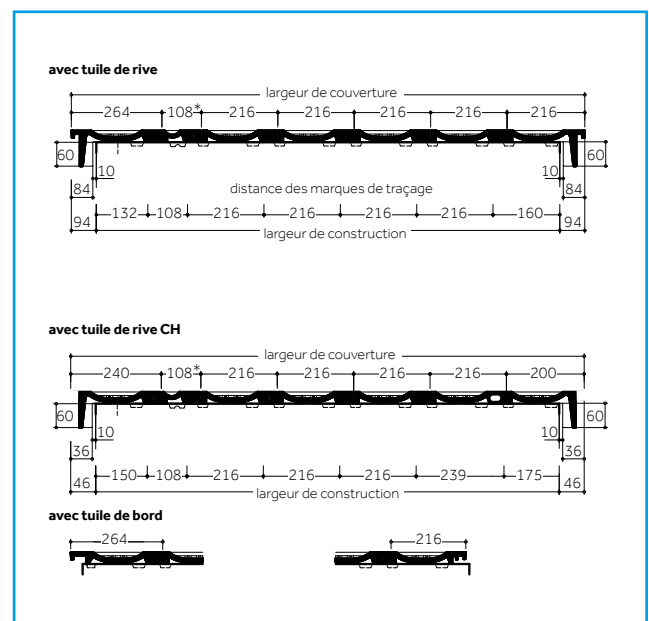 avec tuile de rive
largeur de couverture
264 108* 216 216 216 216 216
60 60
10 10
84 distance des marques de traçage 84
132 108 216 216 216 216 160
94 largeur de construction 94
avec tuile de rive CH
largeur de couverture
240 108* 216 216 216 216 200
60 60
10 10
36 36
150 108 216 216 216 239 175
46 largeur de construction 46
avec tuile de bord
264 216